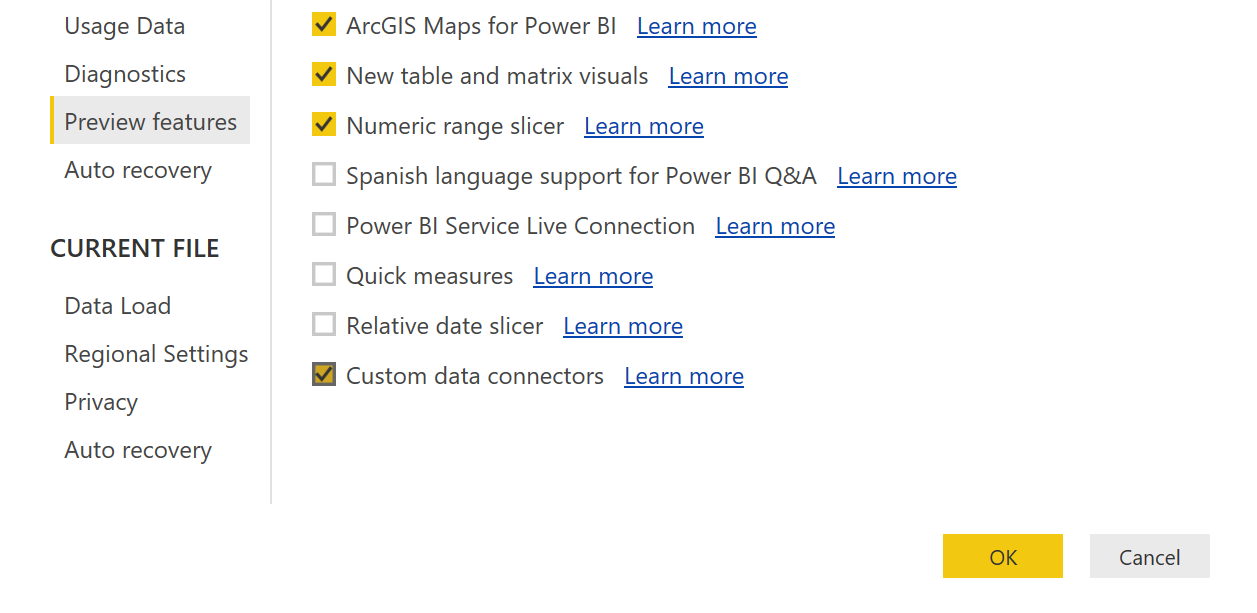 Usage Data
Diagnostics
Preview features
Auto recovery
CURRENT FILE
Data Load
Regional Settings
Privacy
Auto recovery
ArcGIS Maps for Power BI Learn more
New table and matrix visuals Learn more
Numeric range slicer Learn more
Spanish language support for Power BI Q&A Learn more
Power BI Service Live Connection Learn more
Quick measures Learn more
Relative date slicer Learn more
Custom data connectors Learn more
OK Cancel